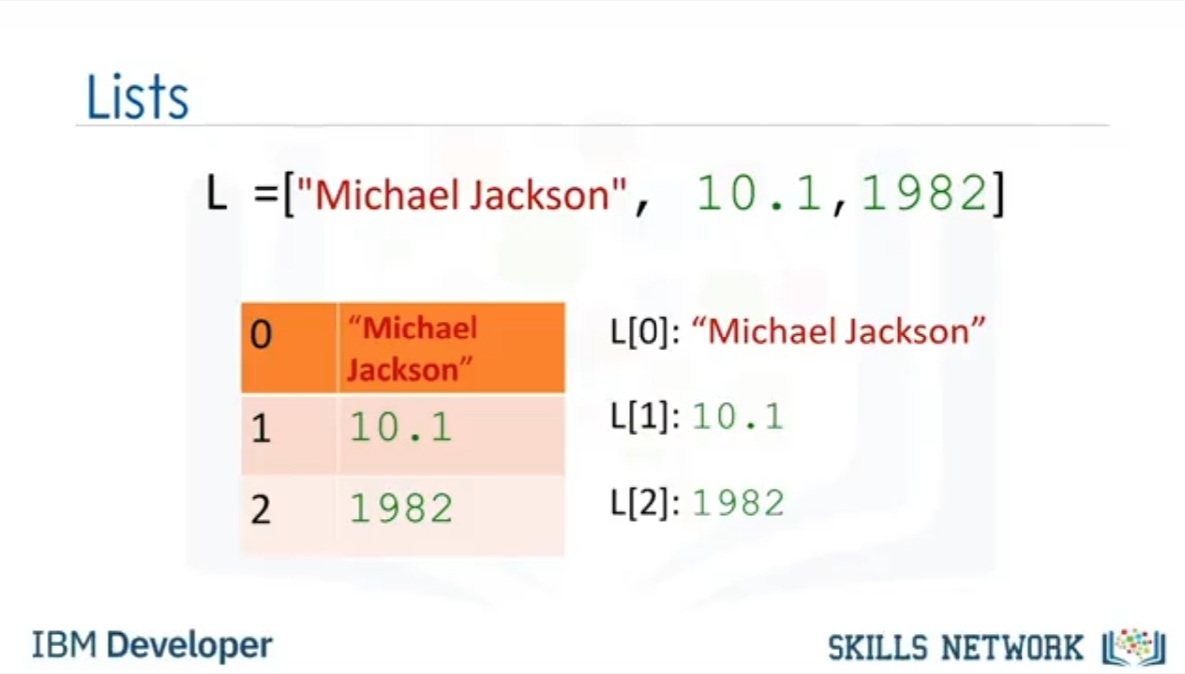 Lists
L =["Michael Jackson", 10.1,1982]
0 “Michael
Jackson”
L[0]: “Michael Jackson”
1 10.1
L[1]: 10.1
2 1982
L[2]: 1982
IBM Developer
SKILLS NETWORK